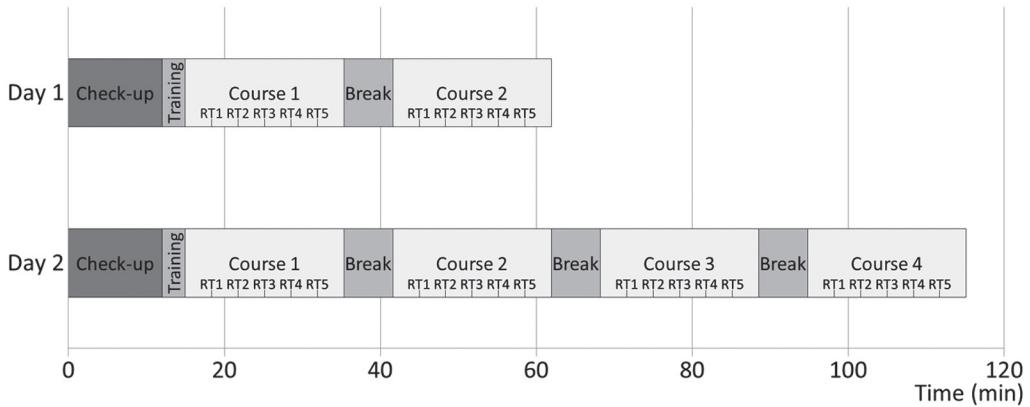 Day 1 Check-up Training Course 1 Break Course 2
RT1 RT2 RT3 RT4 RT5 RT1 RT2 RT3 RT4 RT5
Day 2 Check-up Training Course 1 Break Course 2 Break Course 3 Break Course 4
RT1 RT2 RT3 RT4 RT5 RT1 RT2 RT3 RT4 RT5 RT1 RT2 RT3 RT4 RT5 RT1 RT2 RT3 RT4 RT5
0 20 40 60 80 100 120
Time (min)